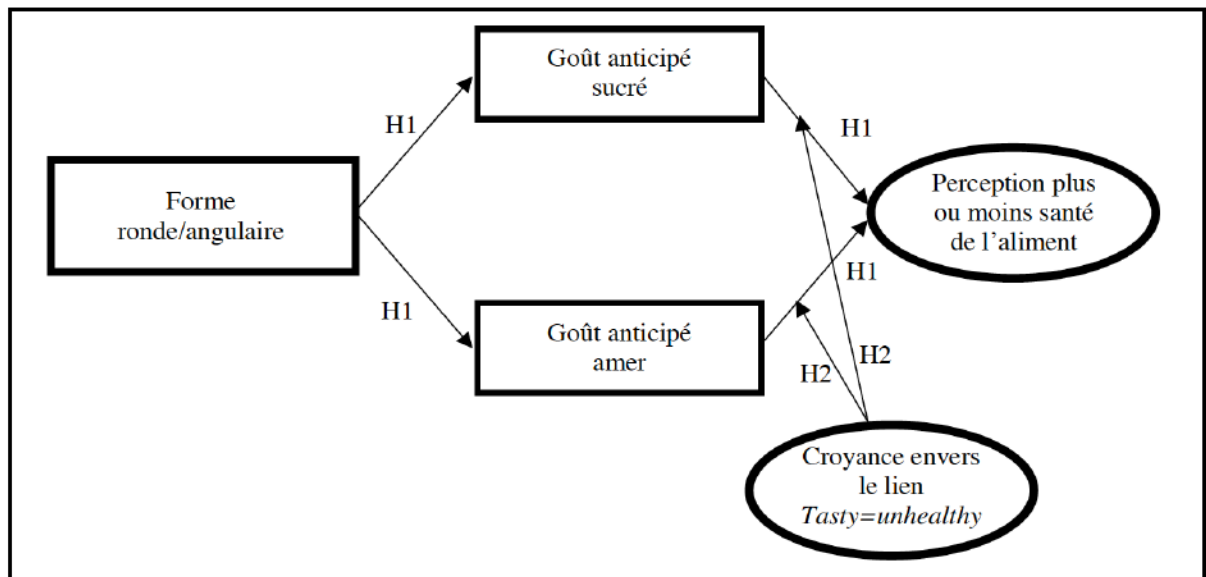 Goût anticipé
sucré
H1
H1
Forme
ronde/angulaire
Perception plus
ou moins santé
de l'aliment
H1
H1
Goût anticipé
amer
H2
H2
Croyance envers
le lien
Tasty=unhealthy